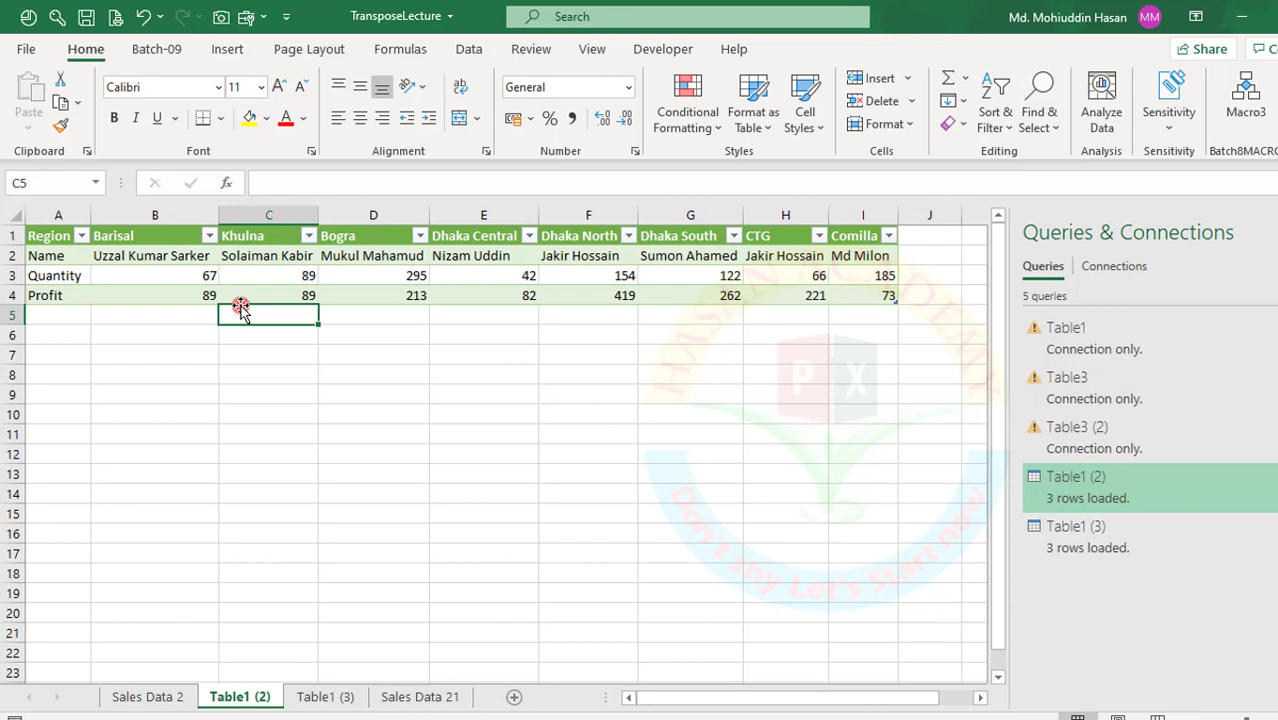 TransposeLecture
Search
Md. Mohiuddin Hasan
MM
File Home Batch-09 Insert Page Layout Formulas Data Review View Developer Help
Share
Paste
Calibri 11
B I U
A A
General
Conditional Formatting
Format as Table
Cell Styles
Insert
Delete
Format
Sort & Filter
Find & Select
Analyze Data
Sensitivity
Macro3
Clipboard Font Alignment Number Styles Cells Editing Analysis Sensitivity Batch8MACR
C5
fx
A B C D E F G H I J
1 Region Barisal Khulna Bogra Dhaka Central Dhaka North Dhaka South CTG Comilla
2 Name Uzzal Kumar Sarker Solaiman Kabir Mukul Mahamud Nizam Uddin Jakir Hossain Sumon Ahamed Jakir Hossain Md Milon
3 Quantity 67 89 295 42 154 122 66 185
4 Profit 89 89 213 82 419 262 221 73
5
6
7
8
9
10
11
12
13
14
15
16
17
18
19
20
21
22
23
HASAN ACADEMY
P X
Don't shy Let's Start now
Queries & Connections
Queries Connections
5 queries
Table1
Connection only.
Table3
Connection only.
Table3 (2)
Connection only.
Table1 (2)
3 rows loaded.
Table1 (3)
3 rows loaded.
Sales Data 2 Table1 (2) Table1 (3) Sales Data 21